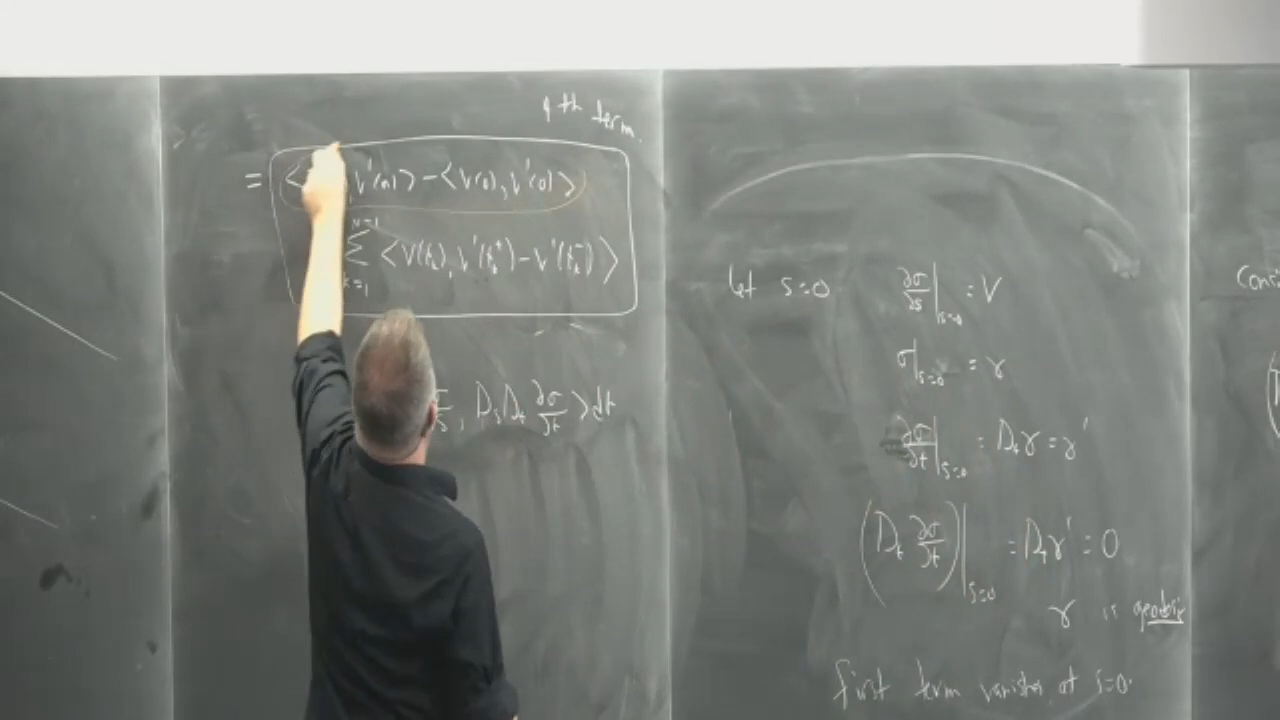 4th term.
= < , V'(a)> - <V(0), V'(0)>
∑_{k=1}^{N-1} <V(t_k), V'(t_k^+) - V'(t_k^-)>
, D_s D_t ∂σ/∂t > dt
let s=0 ∂σ/∂s|_{s=0} = V
σ|_{s=0} = γ
∂σ/∂t|_{s=0} = D_t γ = γ'
(D_t ∂σ/∂t)|_{s=0} = D_t γ' = 0
γ is geodesic
first term vanishes at s=0.